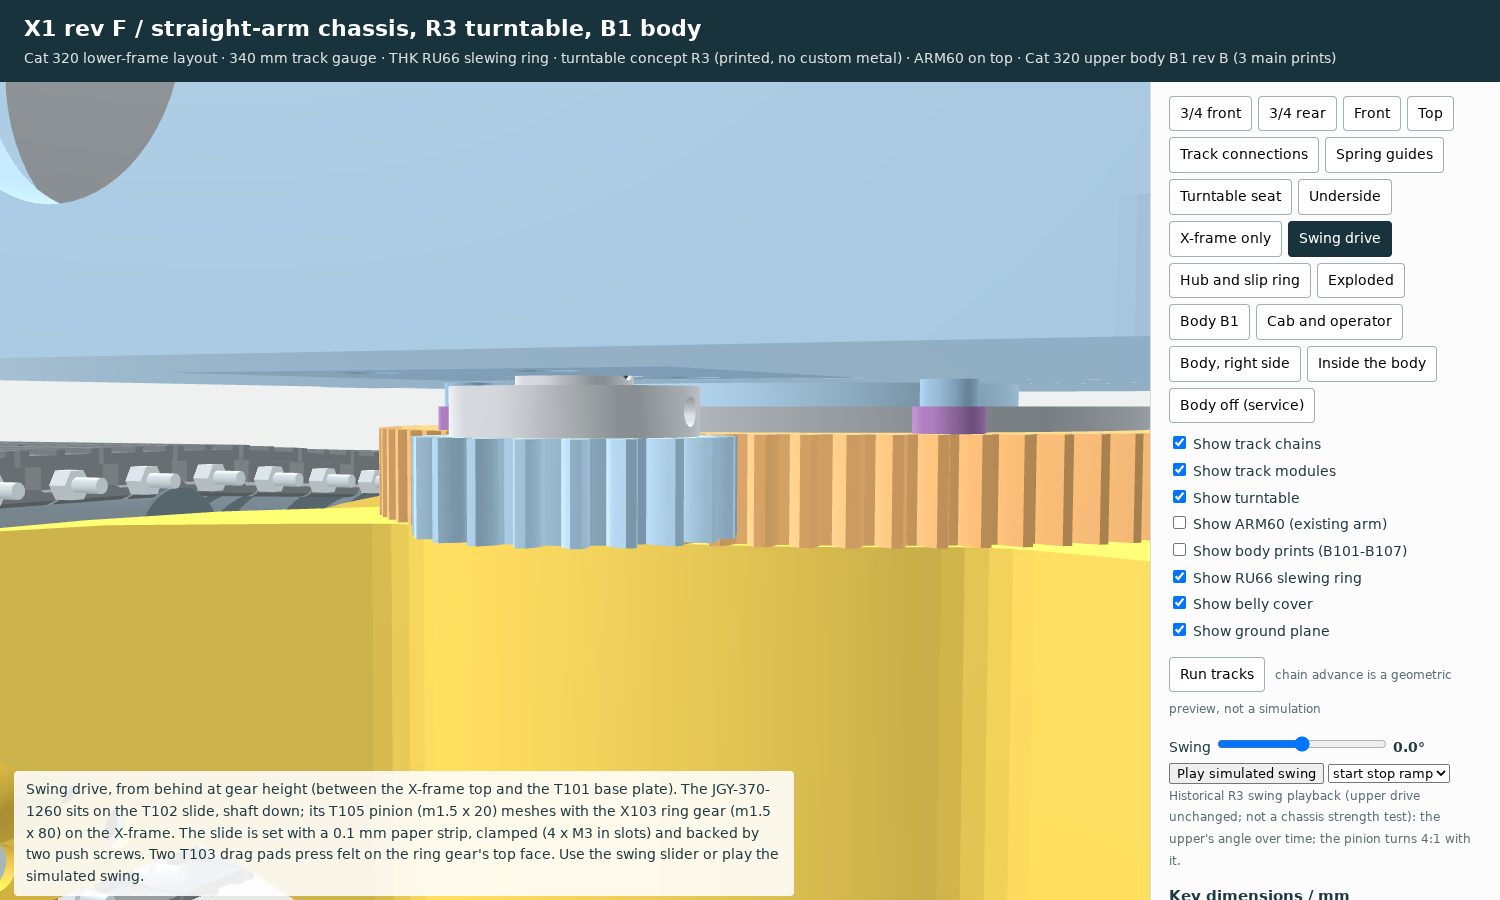 X1 rev F / straight-arm chassis, R3 turntable, B1 body
Cat 320 lower-frame layout · 340 mm track gauge · THK RU66 slewing ring · turntable concept R3 (printed, no custom metal) · ARM60 on top · Cat 320 upper body B1 rev B (3 main prints)
3/4 front
3/4 rear
Front
Top
Track connections
Spring guides
Turntable seat
Underside
X-frame only
Swing drive
Hub and slip ring
Exploded
Body B1
Cab and operator
Body, right side
Inside the body
Body off (service)
Show track chains
Show track modules
Show turntable
Show ARM60 (existing arm)
Show body prints (B101-B107)
Show RU66 slewing ring
Show belly cover
Show ground plane
Run tracks chain advance is a geometric
preview, not a simulation
Swing 0.0°
Play simulated swing start stop ramp
Historical R3 swing playback (upper drive
unchanged; not a chassis strength test): the
upper's angle over time; the pinion turns 4:1 with
it.
Key dimensions / mm
Swing drive, from behind at gear height (between the X-frame top and the T101 base plate). The JGY-370-
1260 sits on the T102 slide, shaft down; its T105 pinion (m1.5 x 20) meshes with the X103 ring gear (m1.5
x 80) on the X-frame. The slide is set with a 0.1 mm paper strip, clamped (4 x M3 in slots) and backed by
two push screws. Two T103 drag pads press felt on the ring gear's top face. Use the swing slider or play the
simulated swing.